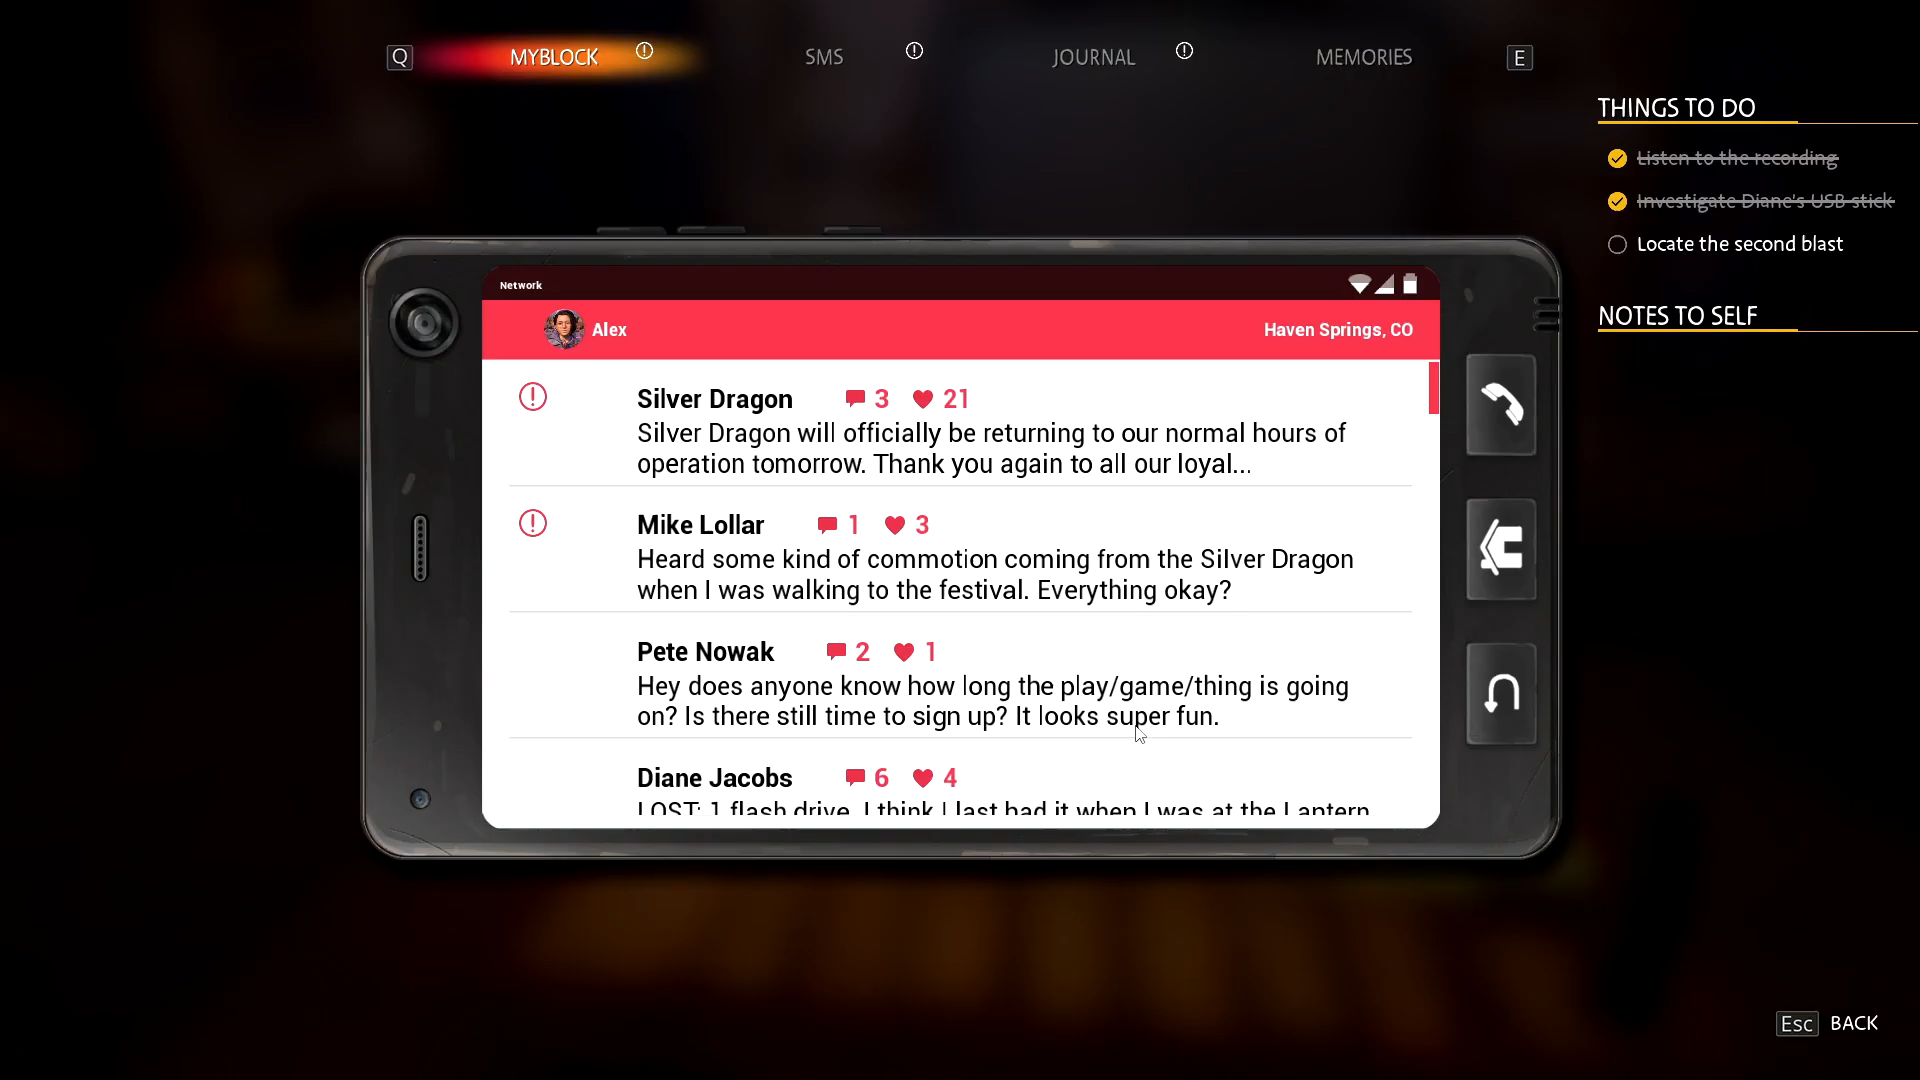 Q
MYBLOCK
SMS
JOURNAL
MEMORIES
E
THINGS TO DO
Listen to the recording
Investigate Diane's USB stick
Locate the second blast
NOTES TO SELF
Network
Alex
Haven Springs, CO
Silver Dragon 3 21
Silver Dragon will officially be returning to our normal hours of
operation tomorrow. Thank you again to all our loyal...
Mike Lollar 1 3
Heard some kind of commotion coming from the Silver Dragon
when I was walking to the festival. Everything okay?
Pete Nowak 2 1
Hey does anyone know how long the play/game/thing is going
on? Is there still time to sign up? It looks super fun.
Diane Jacobs 6 4
LOST: 1 flash drive. I think I last had it when I was at the Lantern
Esc BACK